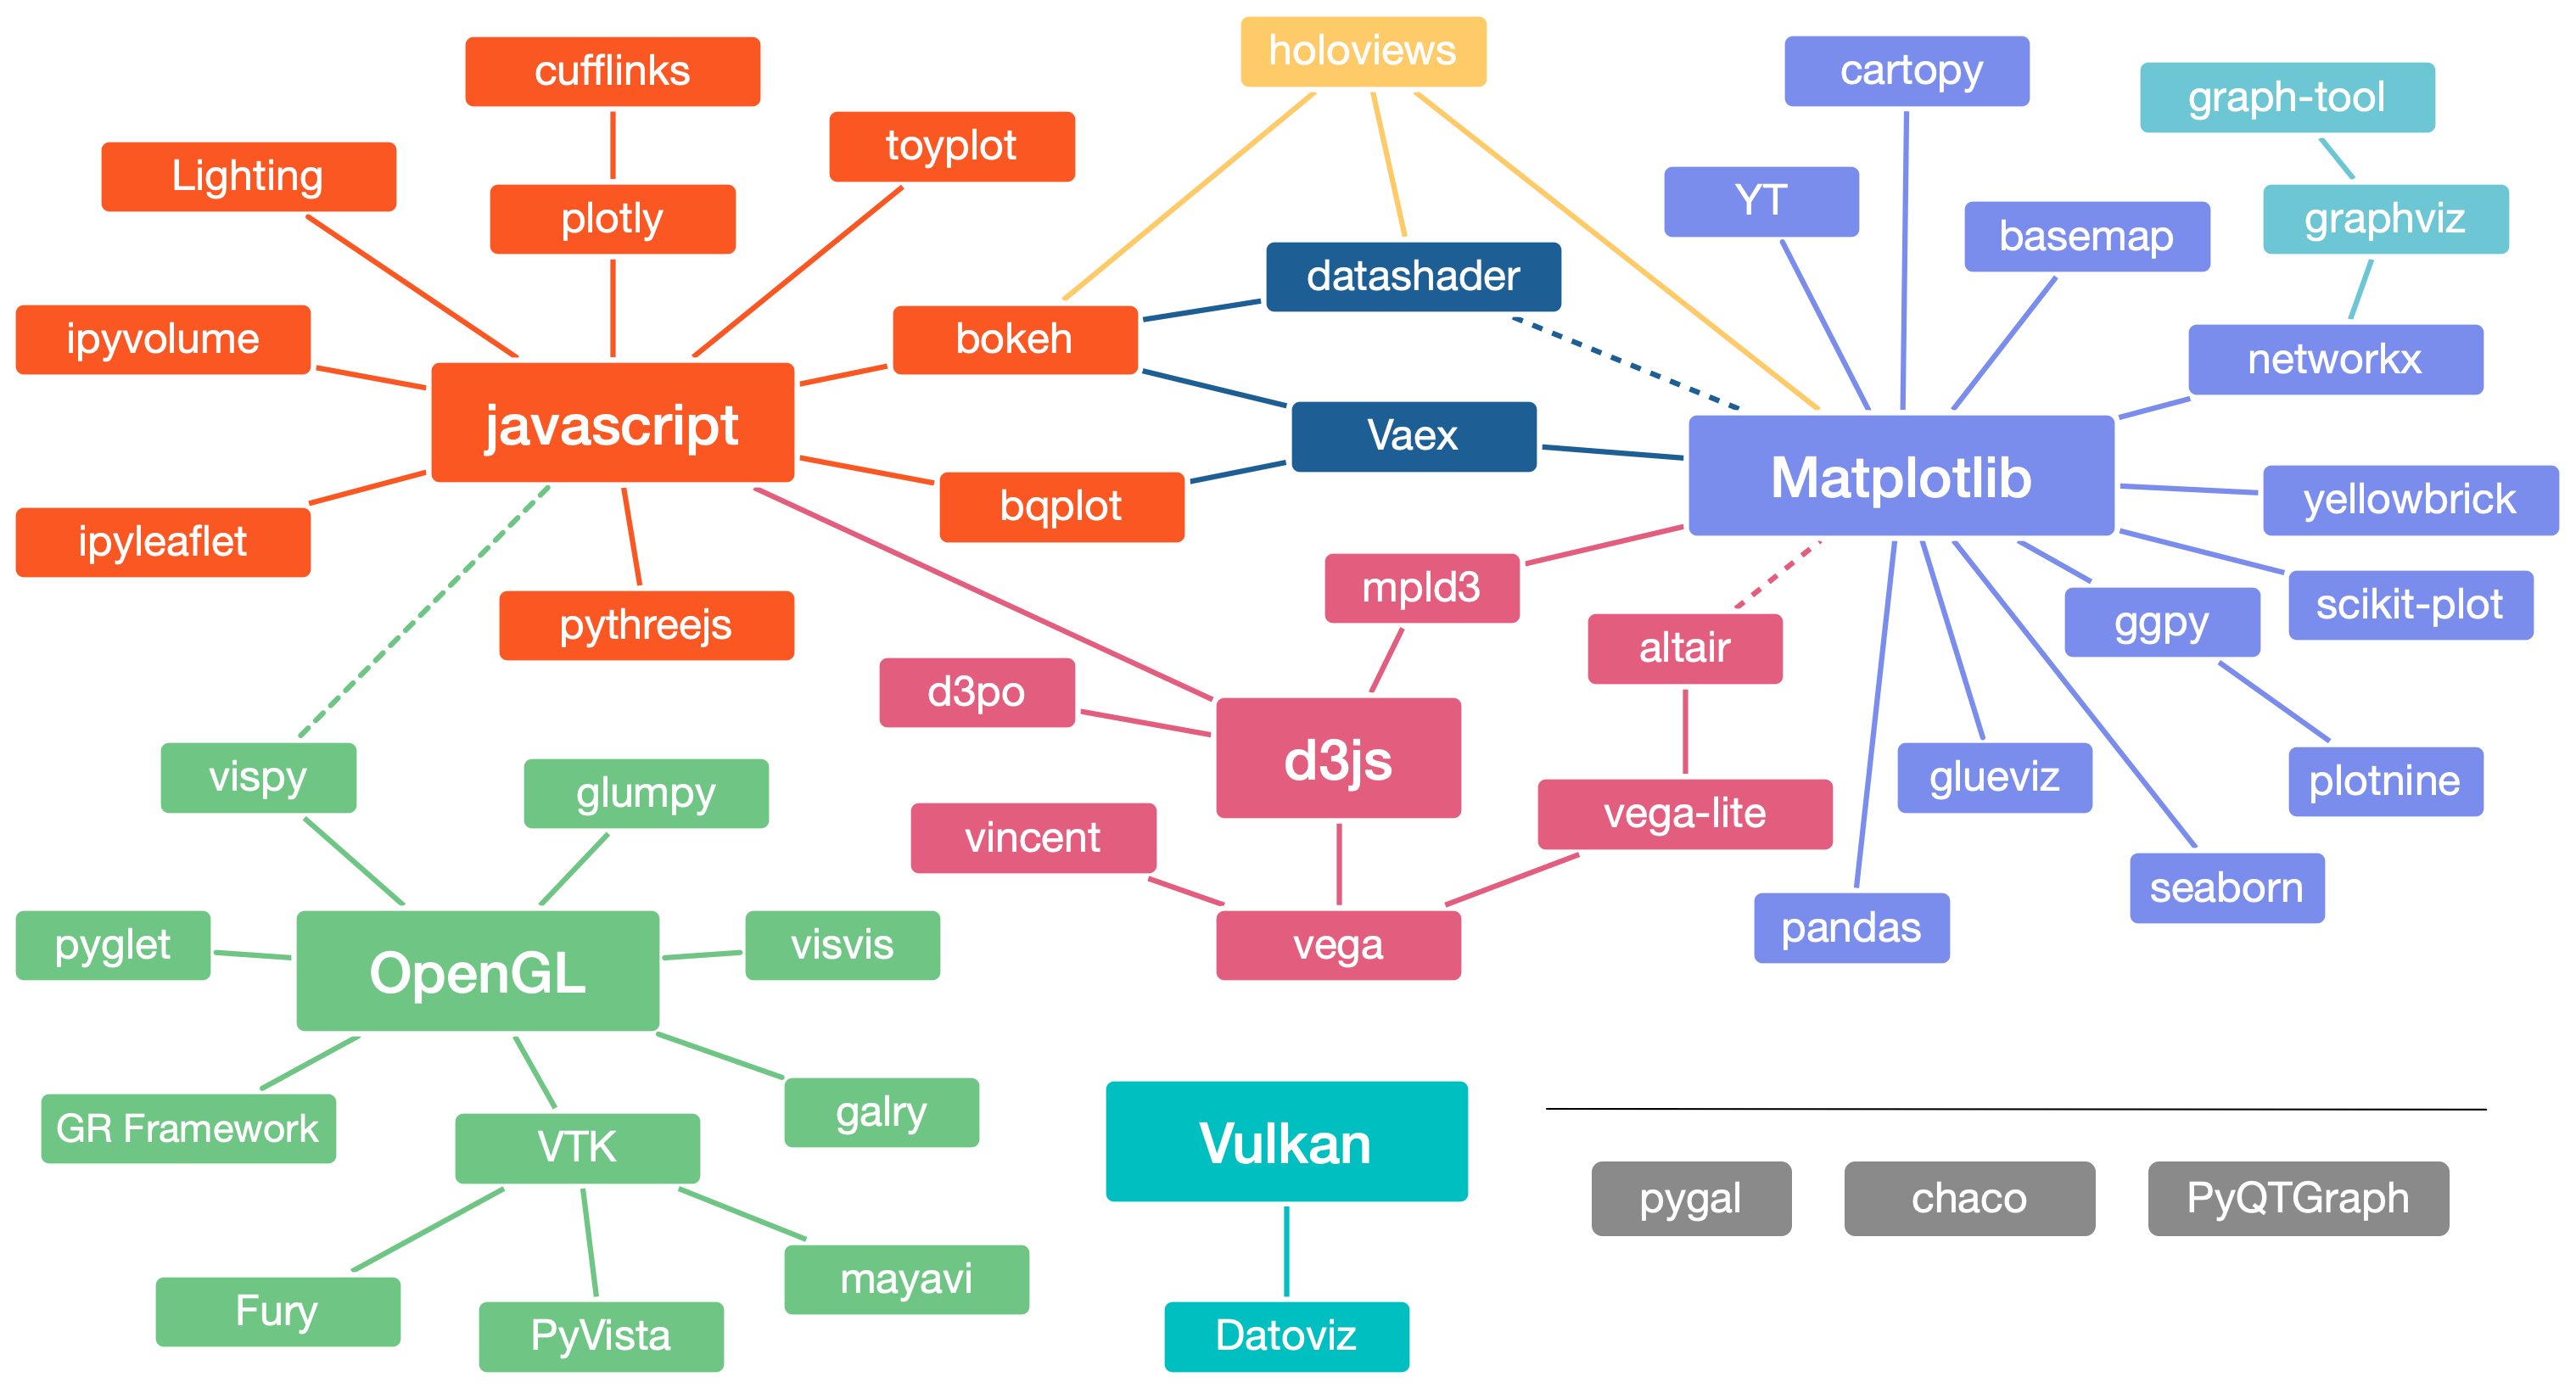 holoviews
cufflinks
cartopy
graph-tool
toyplot
Lighting
YT
plotly
graphviz
basemap
datashader
ipyvolume
bokeh
networkx
javascript
Vaex
Matplotlib
yellowbrick
bqplot
ipyleaflet
mpld3
scikit-plot
ggpy
pythreejs
altair
d3po
d3js
vispy
glueviz
plotnine
glumpy
vega-lite
vincent
seaborn
pandas
pyglet
visvis
vega
OpenGL
galry
GR Framework
VTK
Vulkan
pygal
chaco
PyQTGraph
mayavi
Fury
PyVista
Datoviz